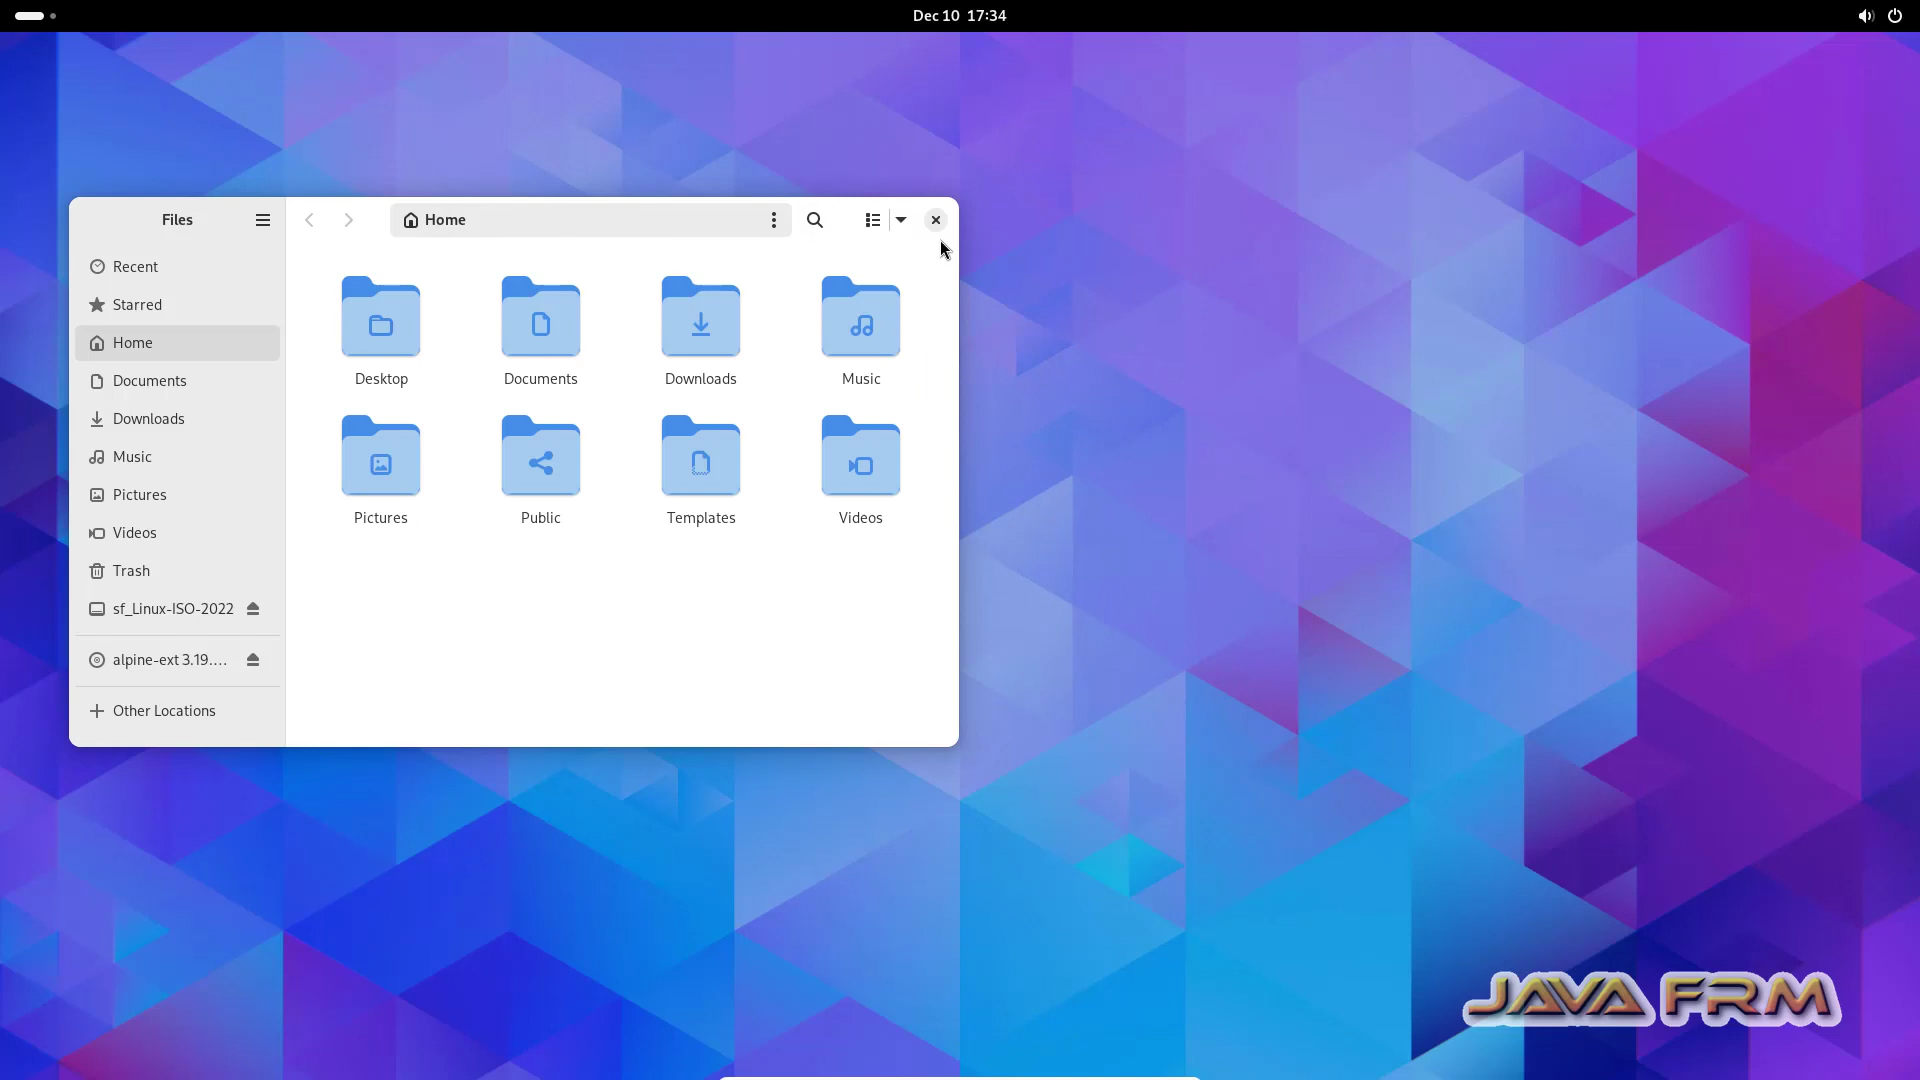 Dec 10 17:34
Files
Home
Recent
Starred
Home
Documents
Downloads
Music
Pictures
Videos
Trash
sf_Linux-ISO-2022
alpine-ext 3.19.…
Other Locations
Desktop
Documents
Downloads
Music
Pictures
Public
Templates
Videos
JAVA FRM